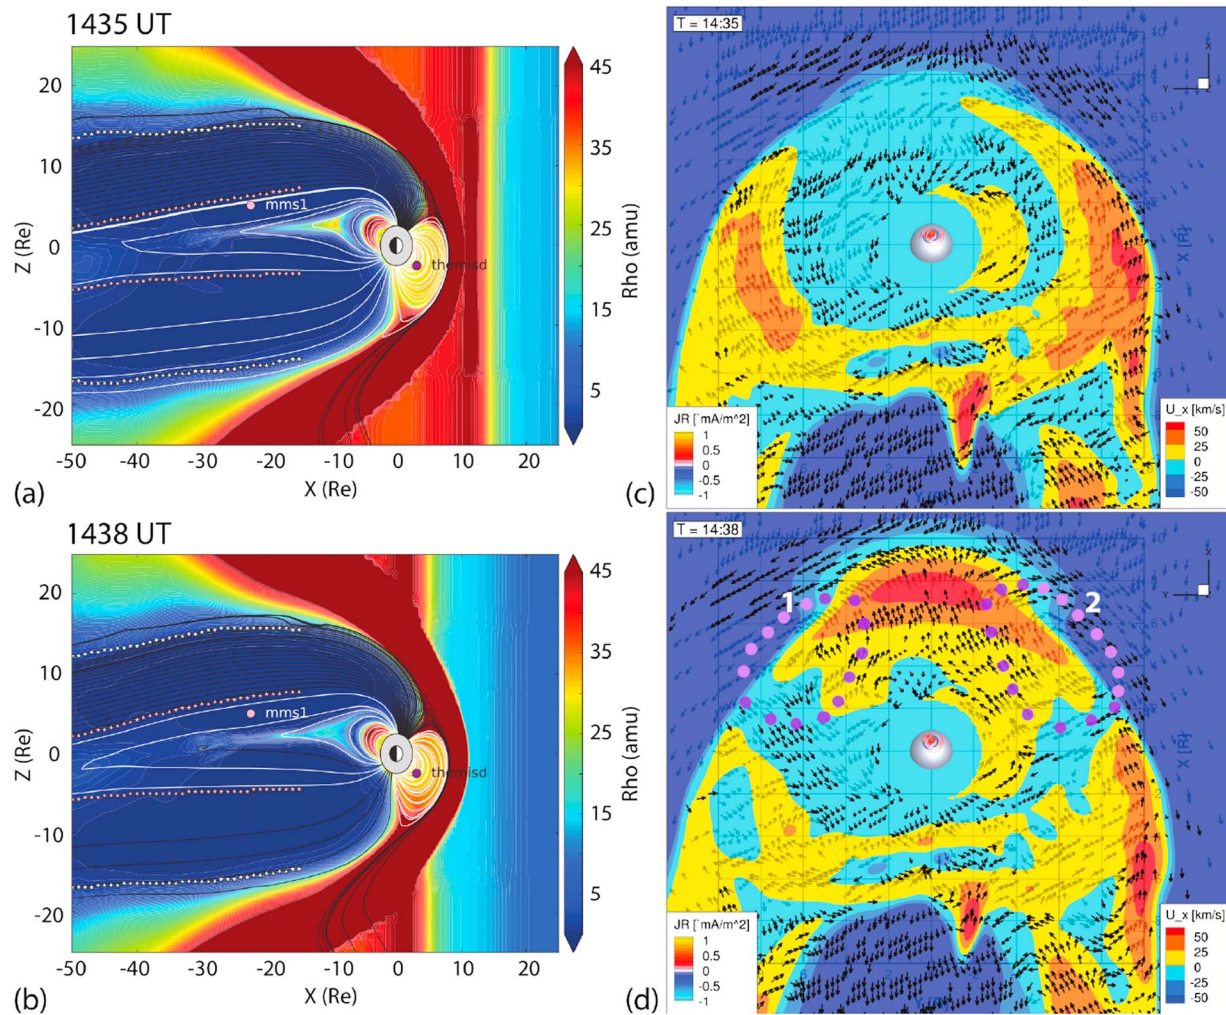 1435 UT
20
10
0
-10
-20
Z (Re)
mms1
themisd
-50
-40
-30
-20
-10
0
10
20
X (Re)
(a)
45
35
25
15
5
Rho (amu)
T = 14:35
X
Y
JR [`mA/m^2]
1
0.5
0
-0.5
-1
U_x [km/s]
50
25
0
-25
-50
(c)
1438 UT
20
10
0
-10
-20
Z (Re)
mms1
themisd
-50
-40
-30
-20
-10
0
10
20
X (Re)
(b)
45
35
25
15
5
Rho (amu)
T = 14:38
1
2
X
Y
X [R]
JR [`mA/m^2]
1
0.5
0
-0.5
-1
U_x [km/s]
50
25
0
-25
-50
(d)